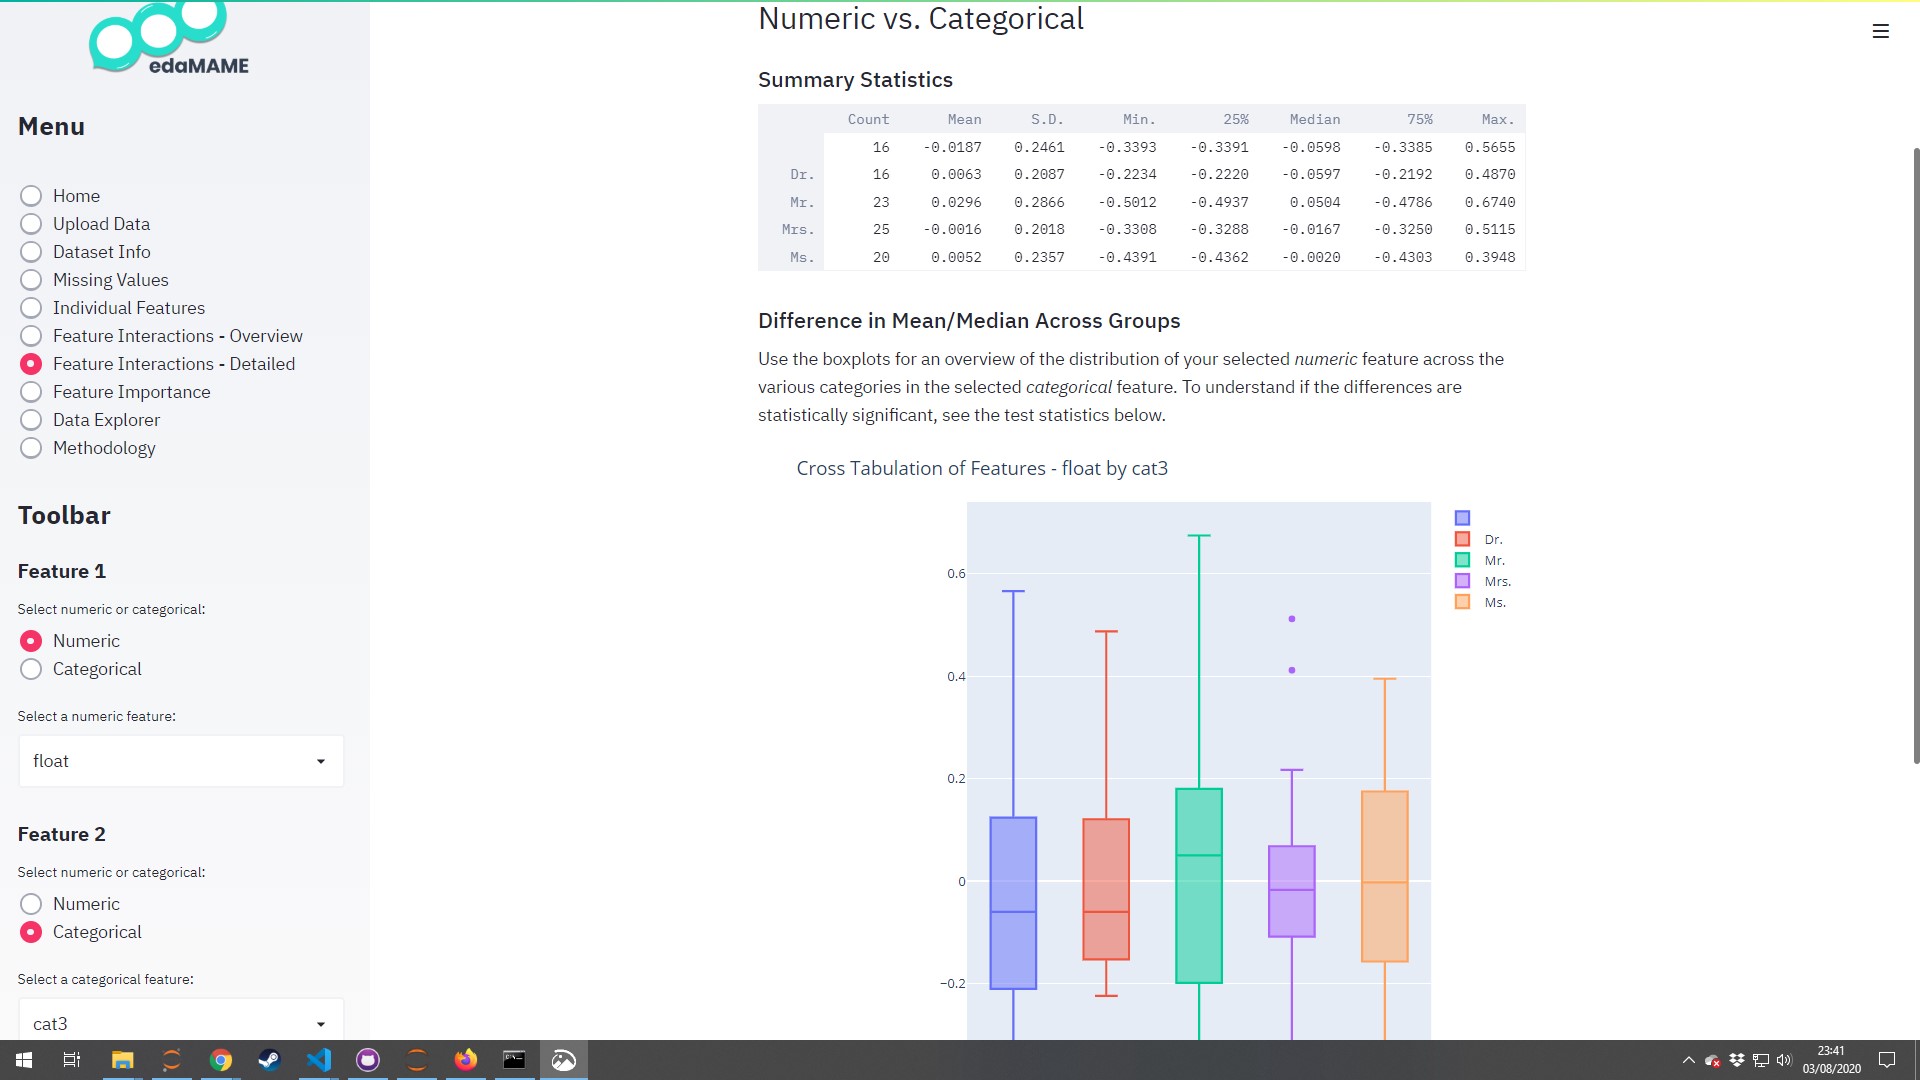 edaMAME
Menu
Home
Upload Data
Dataset Info
Missing Values
Individual Features
Feature Interactions - Overview
Feature Interactions - Detailed
Feature Importance
Data Explorer
Methodology
Toolbar
Feature 1
Select numeric or categorical:
Numeric
Categorical
Select a numeric feature:
float
Feature 2
Select numeric or categorical:
Numeric
Categorical
Select a categorical feature:
cat3
Numeric vs. Categorical
Summary Statistics
Count Mean S.D. Min. 25% Median 75% Max.
16 -0.0187 0.2461 -0.3393 -0.3391 -0.0598 -0.3385 0.5655
Dr. 16 0.0063 0.2087 -0.2234 -0.2220 -0.0597 -0.2192 0.4870
Mr. 23 0.0296 0.2866 -0.5012 -0.4937 0.0504 -0.4786 0.6740
Mrs. 25 -0.0016 0.2018 -0.3308 -0.3288 -0.0167 -0.3250 0.5115
Ms. 20 0.0052 0.2357 -0.4391 -0.4362 -0.0020 -0.4303 0.3948
Difference in Mean/Median Across Groups
Use the boxplots for an overview of the distribution of your selected numeric feature across the
various categories in the selected categorical feature. To understand if the differences are
statistically significant, see the test statistics below.
Cross Tabulation of Features - float by cat3
0.6
0.4
0.2
0
−0.2
Dr.
Mr.
Mrs.
Ms.
23:41
03/08/2020